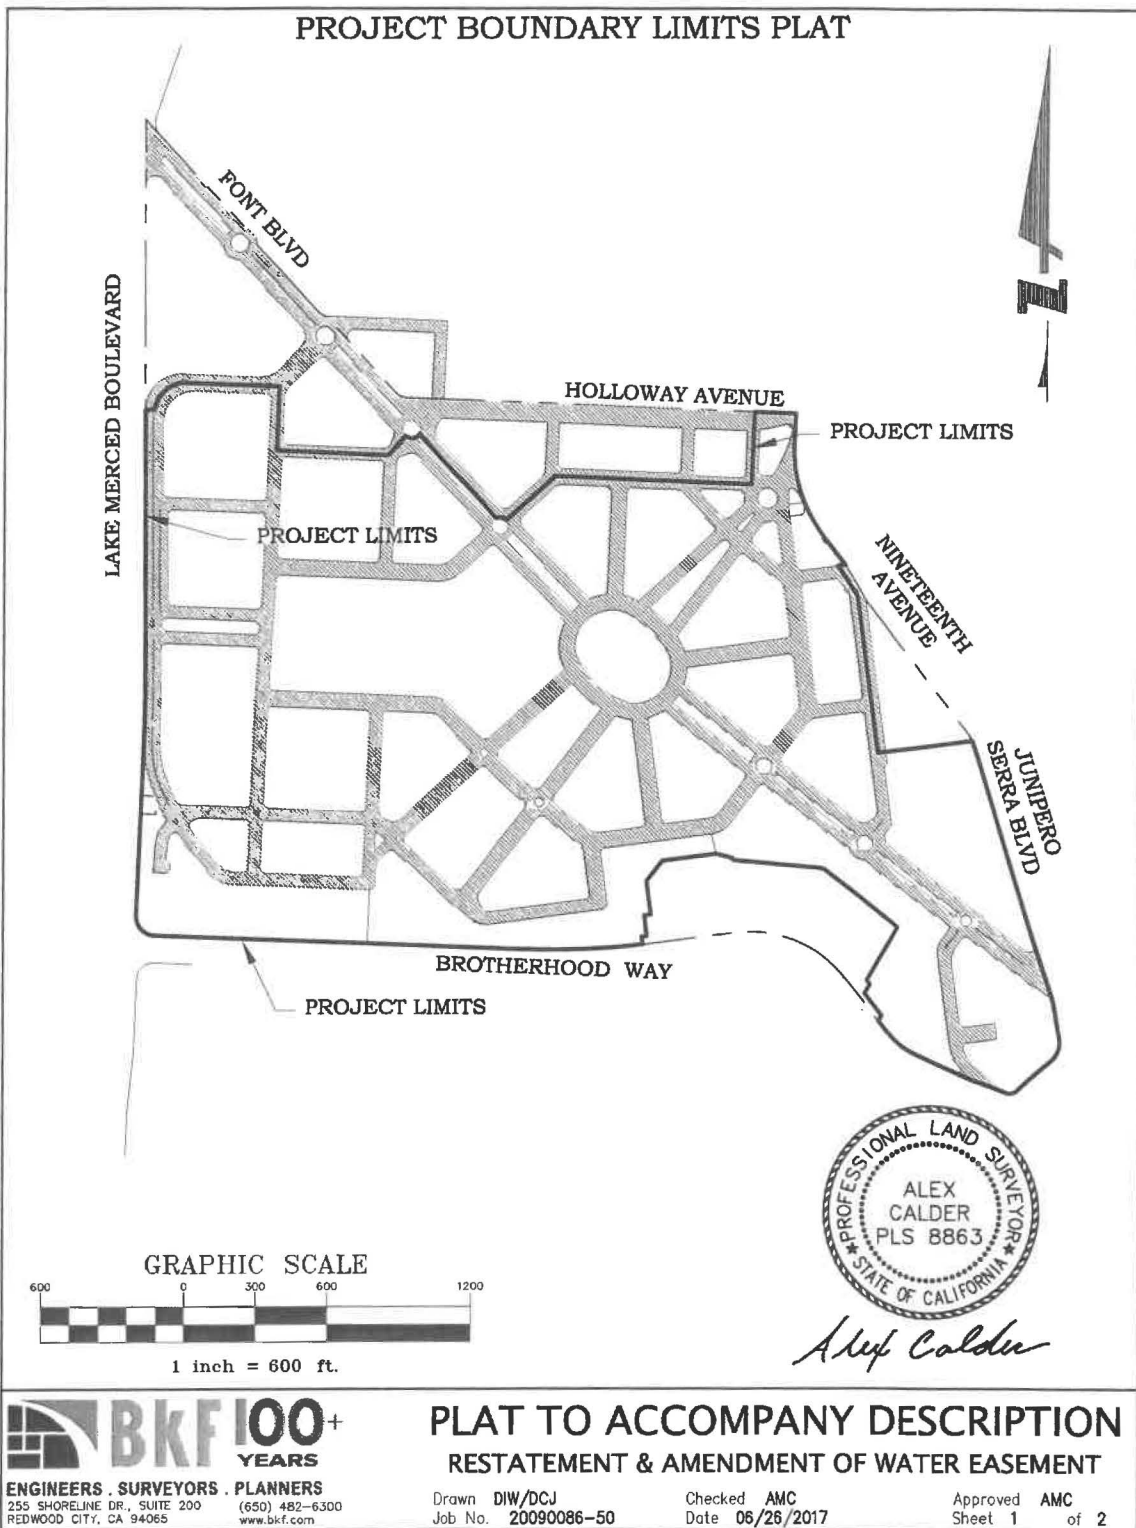 PROJECT BOUNDARY LIMITS PLAT
FONT BLVD
LAKE MERCED BOULEVARD
HOLLOWAY AVENUE
PROJECT LIMITS
PROJECT LIMITS
NINETEENTH
AVENUE
JUNIPERO
SERRA BLVD
BROTHERHOOD WAY
PROJECT LIMITS
PROFESSIONAL LAND SURVEYOR
ALEX
CALDER
PLS 8863
STATE OF CALIFORNIA
Alex Calder
GRAPHIC SCALE
600 0 300 600 1200
1 inch = 600 ft.
BKF 100+
YEARS
ENGINEERS . SURVEYORS . PLANNERS
255 SHORELINE DR., SUITE 200 (650) 482-6300
REDWOOD CITY, CA 94065 www.bkf.com
PLAT TO ACCOMPANY DESCRIPTION
RESTATEMENT & AMENDMENT OF WATER EASEMENT
Drawn DIW/DCJ Checked AMC Approved AMC
Job No. 20090086-50 Date 06/26/2017 Sheet 1 of 2